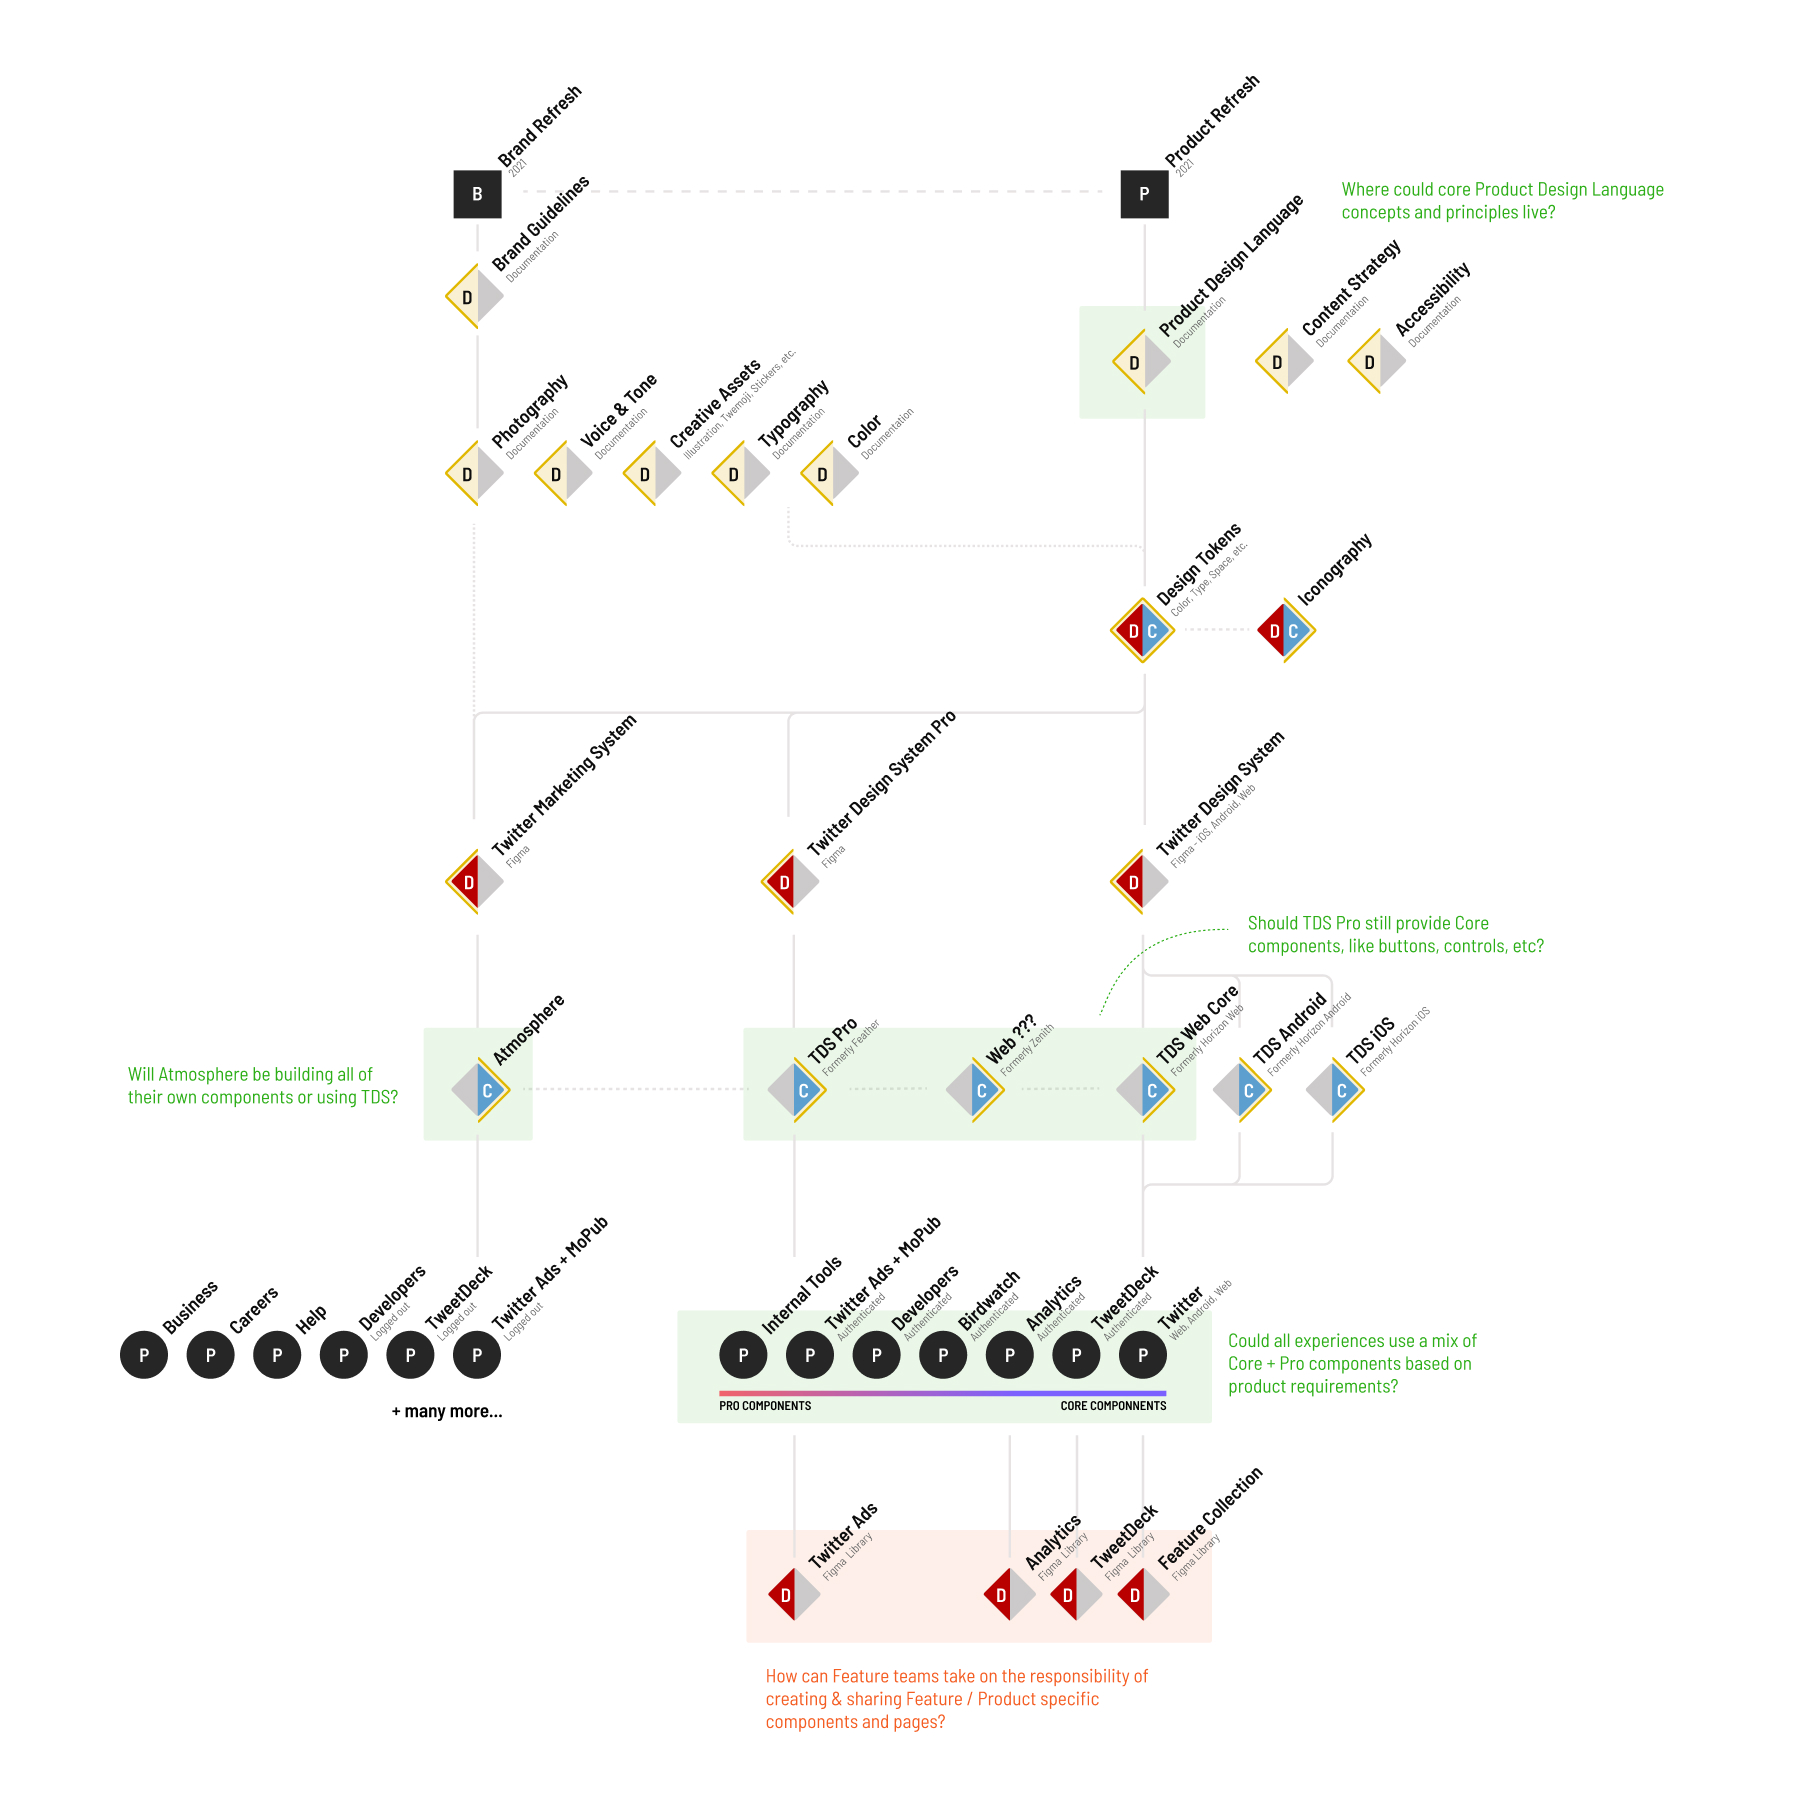 Brand Refresh
2021
B
Product Refresh
2021
P
Where could core Product Design Language
concepts and principles live?
Brand Guidelines
Documentation
D
Product Design Language
Documentation
D
Content Strategy
Documentation
D
Accessibility
Documentation
D
Photography
Documentation
D
Voice & Tone
Documentation
D
Creative Assets
Illustration, Twemoji, Stickers, etc.
D
Typography
Documentation
D
Color
Documentation
D
Design Tokens
Color, Type, Space, etc.
D C
Iconography
D C
Twitter Marketing System
Figma
D
Twitter Design System Pro
Figma
D
Twitter Design System
Figma - iOS, Android, Web
D
Should TDS Pro still provide Core
components, like buttons, controls, etc?
Will Atmosphere be building all of
their own components or using TDS?
Atmosphere
C
TDS Pro
Formerly Feather
C
Web ???
Formerly Zenith
C
TDS Web Core
Formerly Horizon Web
C
TDS Android
Formerly Horizon Android
C
TDS iOS
Formerly Horizon iOS
C
Business
P
Careers
P
Help
P
Developers
Logged out
P
TweetDeck
Logged out
P
Twitter Ads + MoPub
Logged out
P
+ many more...
Internal Tools
P
Twitter Ads + MoPub
Authenticated
P
Developers
Authenticated
P
Birdwatch
Authenticated
P
Analytics
Authenticated
P
TweetDeck
Authenticated
P
Twitter
Web, Android, Web
P
PRO COMPONENTS
CORE COMPONNENTS
Could all experiences use a mix of
Core + Pro components based on
product requirements?
Twitter Ads
Figma Library
D
Analytics
Figma Library
D
TweetDeck
Figma Library
D
Feature Collection
Figma Library
D
How can Feature teams take on the responsibility of
creating & sharing Feature / Product specific
components and pages?